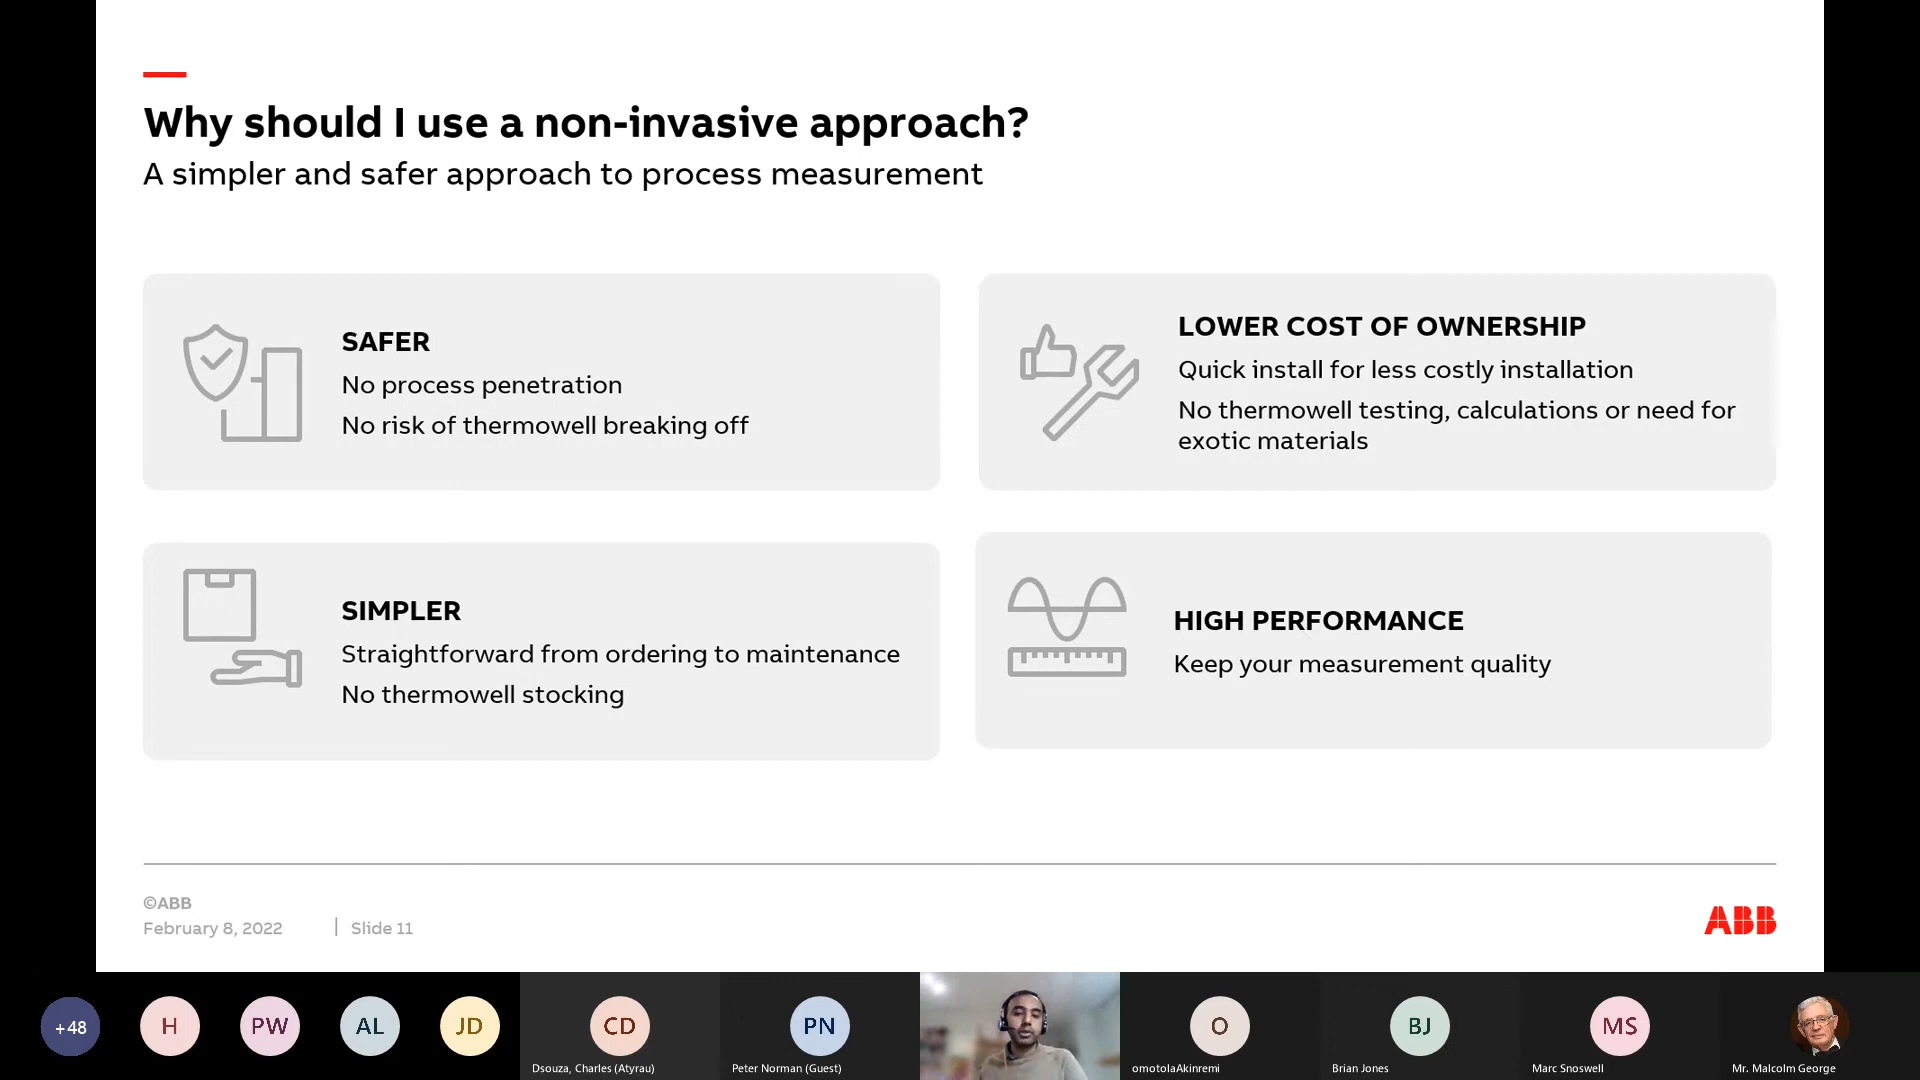 Why should I use a non-invasive approach?
A simpler and safer approach to process measurement
SAFER
No process penetration
No risk of thermowell breaking off
LOWER COST OF OWNERSHIP
Quick install for less costly installation
No thermowell testing, calculations or need for
exotic materials
SIMPLER
Straightforward from ordering to maintenance
No thermowell stocking
HIGH PERFORMANCE
Keep your measurement quality
©ABB
February 8, 2022 | Slide 11
ABB
+48
H
PW
AL
JD
CD
Dsouza, Charles (Atyrau)
PN
Peter Norman (Guest)
O
omotolaAkinremi
BJ
Brian Jones
MS
Marc Snoswell
Mr. Malcolm George